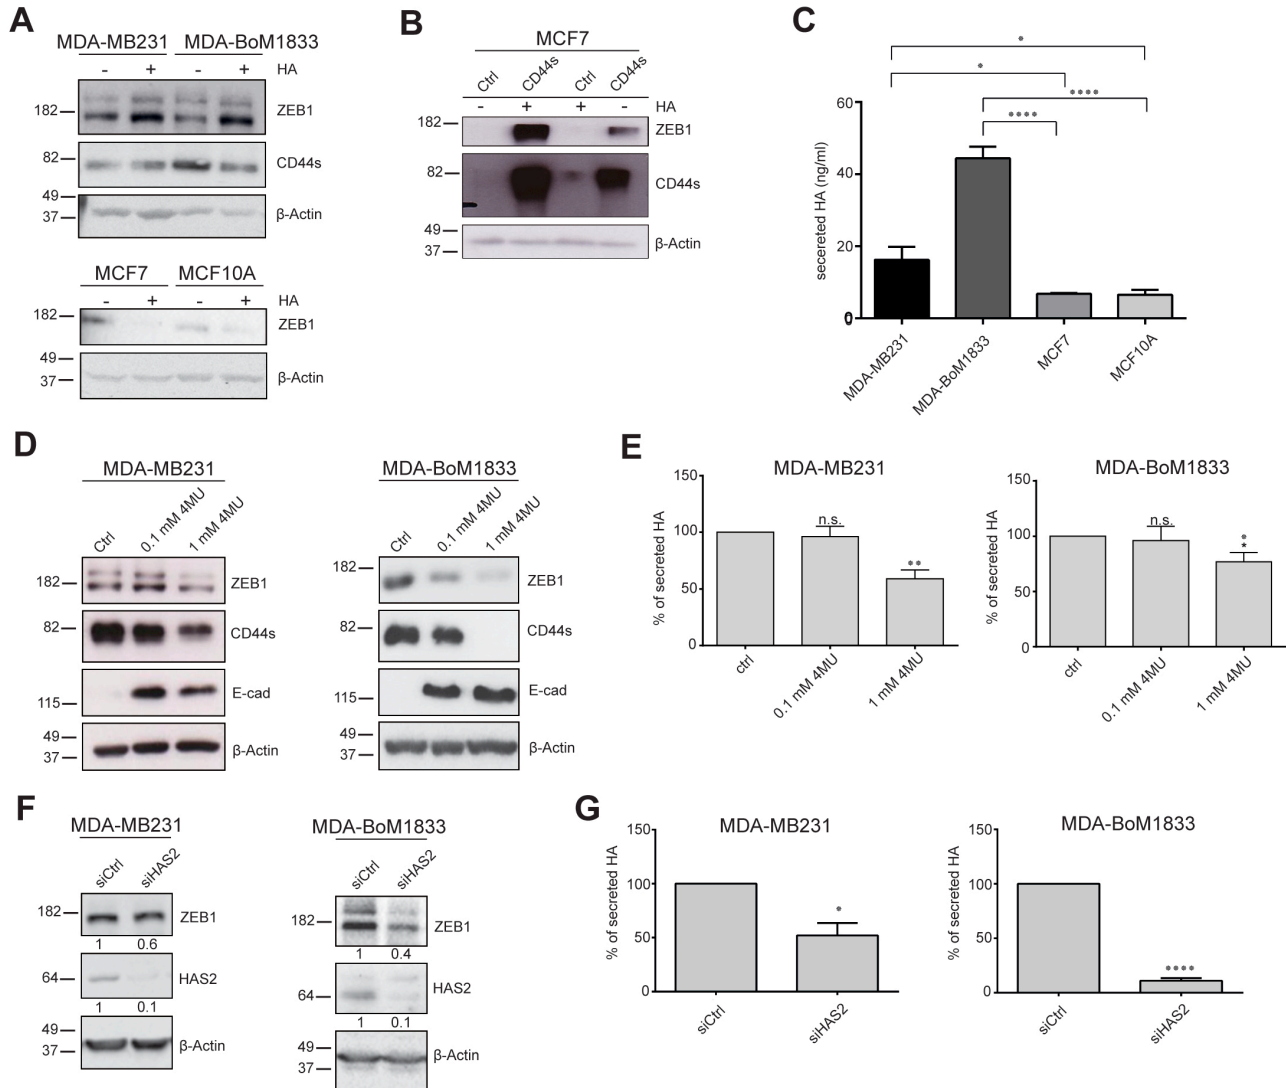 A
MDA-MB231 MDA-BoM1833
- + - + HA
182 ZEB1
82 CD44s
49
37 β-Actin
MCF7 MCF10A
- + - + HA
182 ZEB1
49
37 β-Actin
B
MCF7
Ctrl CD44s Ctrl CD44s
- + + - HA
182 ZEB1
82 CD44s
49
37 β-Actin
C
* 
*
****
****
secereted HA (ng/ml)
60
40
20
0
MDA-MB231 MDA-BoM1833 MCF7 MCF10A
D
MDA-MB231
Ctrl 0.1 mM 4MU 1 mM 4MU
182 ZEB1
82 CD44s
115 E-cad
49
37 β-Actin
MDA-BoM1833
Ctrl 0.1 mM 4MU 1 mM 4MU
182 ZEB1
82 CD44s
115 E-cad
49
37 β-Actin
E
MDA-MB231
% of secreted HA
150
100
50
0
n.s.
**
ctrl 0.1 mM 4MU 1 mM 4MU
MDA-BoM1833
% of secreted HA
150
100
50
0
n.s.
*
*
ctrl 0.1 mM 4MU 1 mM 4MU
F
MDA-MB231
siCtrl siHAS2
182 ZEB1
1 0.6
64 HAS2
1 0.1
49
37 β-Actin
MDA-BoM1833
siCtrl siHAS2
182 ZEB1
1 0.4
64 HAS2
1 0.1
49
37 β-Actin
G
MDA-MB231
% of secreted HA
150
100
50
0
*
siCtrl siHAS2
MDA-BoM1833
% of secreted HA
150
100
50
0
****
siCtrl siHAS2